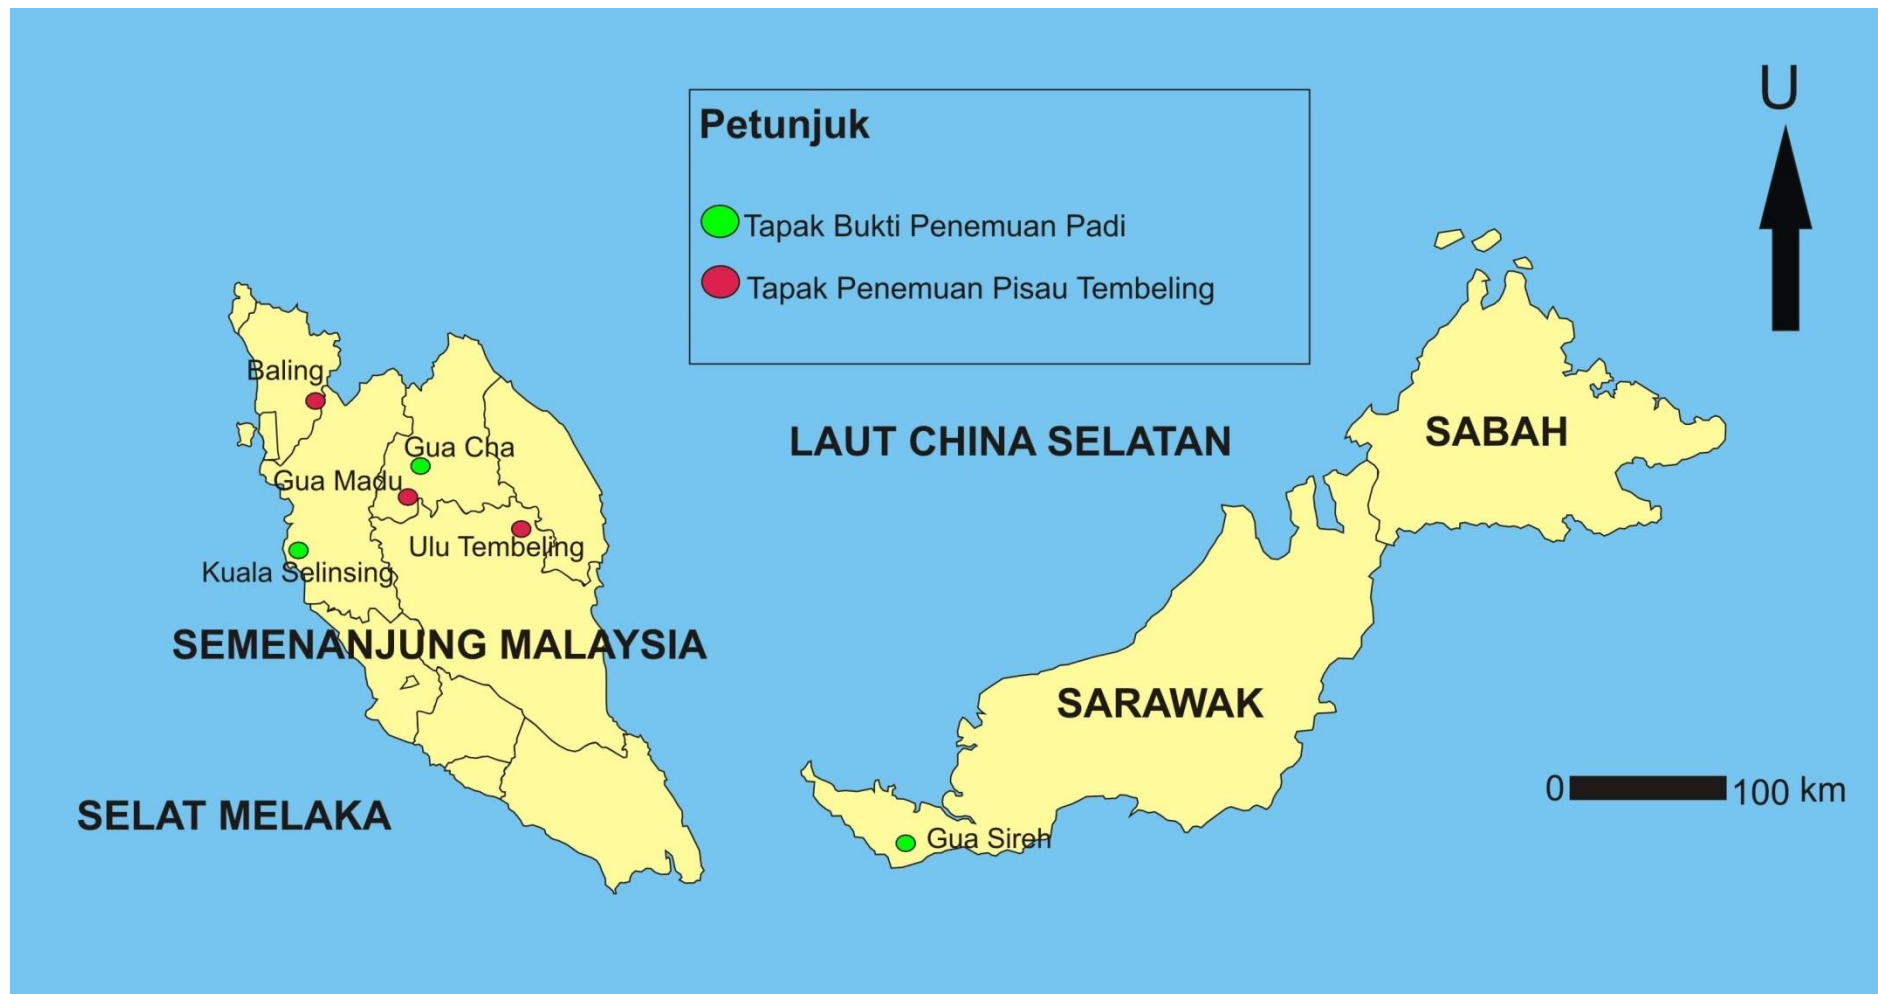 U
Petunjuk
Tapak Bukti Penemuan Padi
Tapak Penemuan Pisau Tembeling
Baling
Gua Cha
Gua Madu
Ulu Tembeling
Kuala Selinsing
SEMENANJUNG MALAYSIA
SELAT MELAKA
LAUT CHINA SELATAN
SABAH
SARAWAK
Gua Sireh
0 100 km